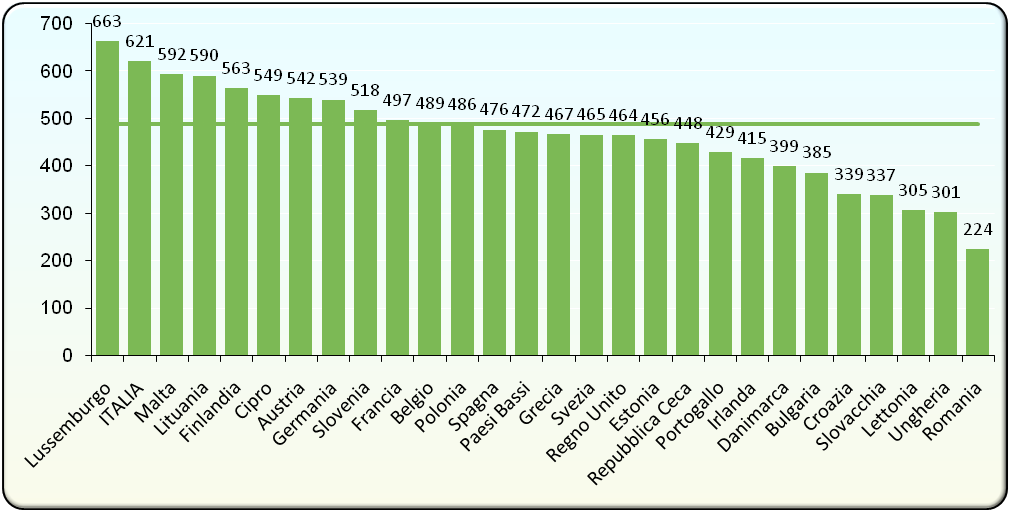 700
600
500
400
300
200
100
0
663
621
592
590
563
549
542
539
518
497
489
486
476
472
467
465
464
456
448
429
415
399
385
339
337
305
301
224
Lussemburgo
ITALIA
Malta
Lituania
Finlandia
Cipro
Austria
Germania
Slovenia
Francia
Belgio
Polonia
Spagna
Paesi Bassi
Grecia
Svezia
Regno Unito
Estonia
Repubblica Ceca
Portogallo
Irlanda
Danimarca
Bulgaria
Croazia
Slovacchia
Lettonia
Ungheria
Romania